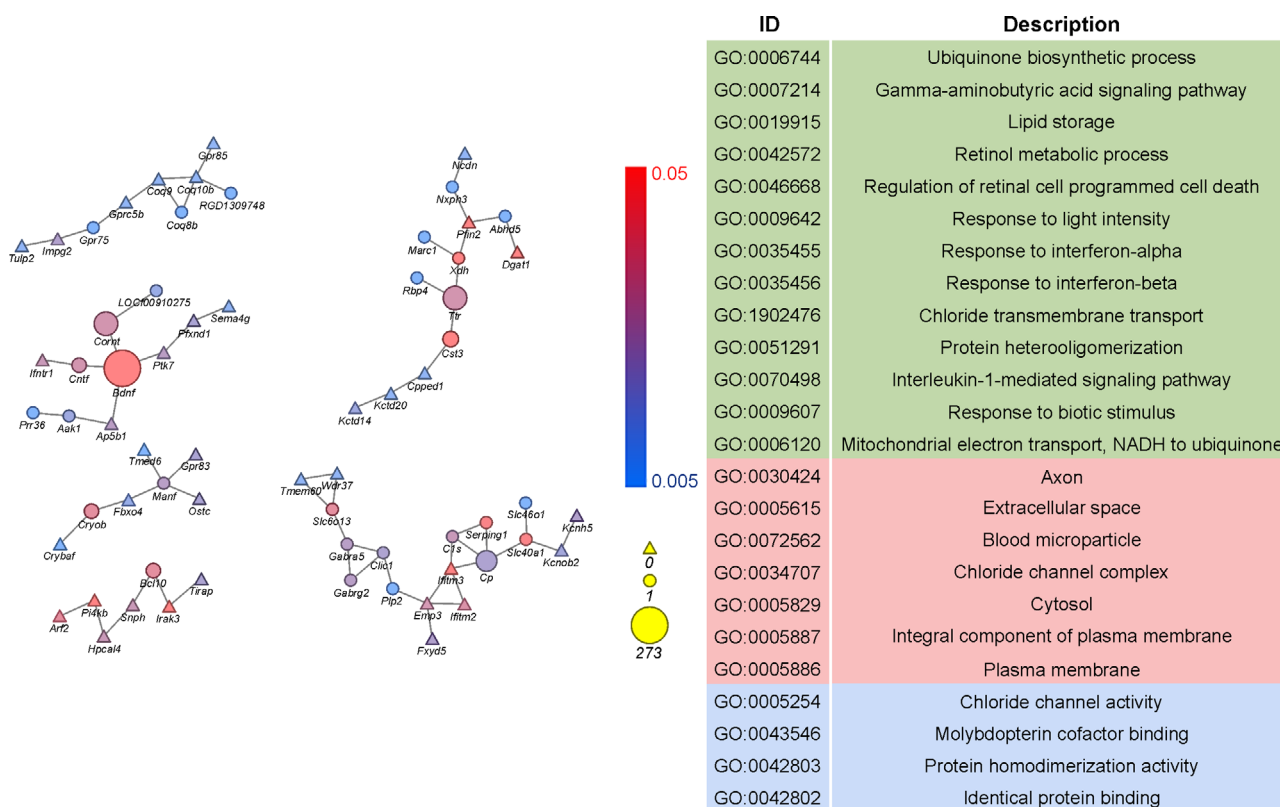 Gpr85
Coq9
Coq10b
RGD1309748
Coq8b
Gprc5b
Gpr75
Impg2
Tulp2
LOCf00910275
Sema4g
Pfxnd1
Cornt
Ptk7
Ifntr1
Cntf
Bdnf
Prr36
Aak1
Ap5b1
Tmed6
Gpr83
Manf
Fbxo4
Ostc
Cryob
Crybaf
Bcl10
Tirap
Pi4kb
Snph
Irak3
Arf2
Hpcal4
Ncdn
Nxph3
Plin2
Abhd5
Marc1
Xdh
Dgat1
Rbp4
Ttr
Cst3
Cpped1
Kctd20
Kctd14
Tmem60
Wdr37
Slc6o13
Gabra5
Clic1
Gabrg2
Plp2
Slc46o1
Serping1
Kcnh5
C1s
Slc40a1
Kcnob2
Ifitm3
Cp
Emp3
Ifitm2
Fxyd5
0.05
0.005
0
1
273
ID Description
GO:0006744 Ubiquinone biosynthetic process
GO:0007214 Gamma-aminobutyric acid signaling pathway
GO:0019915 Lipid storage
GO:0042572 Retinol metabolic process
GO:0046668 Regulation of retinal cell programmed cell death
GO:0009642 Response to light intensity
GO:0035455 Response to interferon-alpha
GO:0035456 Response to interferon-beta
GO:1902476 Chloride transmembrane transport
GO:0051291 Protein heterooligomerization
GO:0070498 Interleukin-1-mediated signaling pathway
GO:0009607 Response to biotic stimulus
GO:0006120 Mitochondrial electron transport, NADH to ubiquinone
GO:0030424 Axon
GO:0005615 Extracellular space
GO:0072562 Blood microparticle
GO:0034707 Chloride channel complex
GO:0005829 Cytosol
GO:0005887 Integral component of plasma membrane
GO:0005886 Plasma membrane
GO:0005254 Chloride channel activity
GO:0043546 Molybdopterin cofactor binding
GO:0042803 Protein homodimerization activity
GO:0042802 Identical protein binding